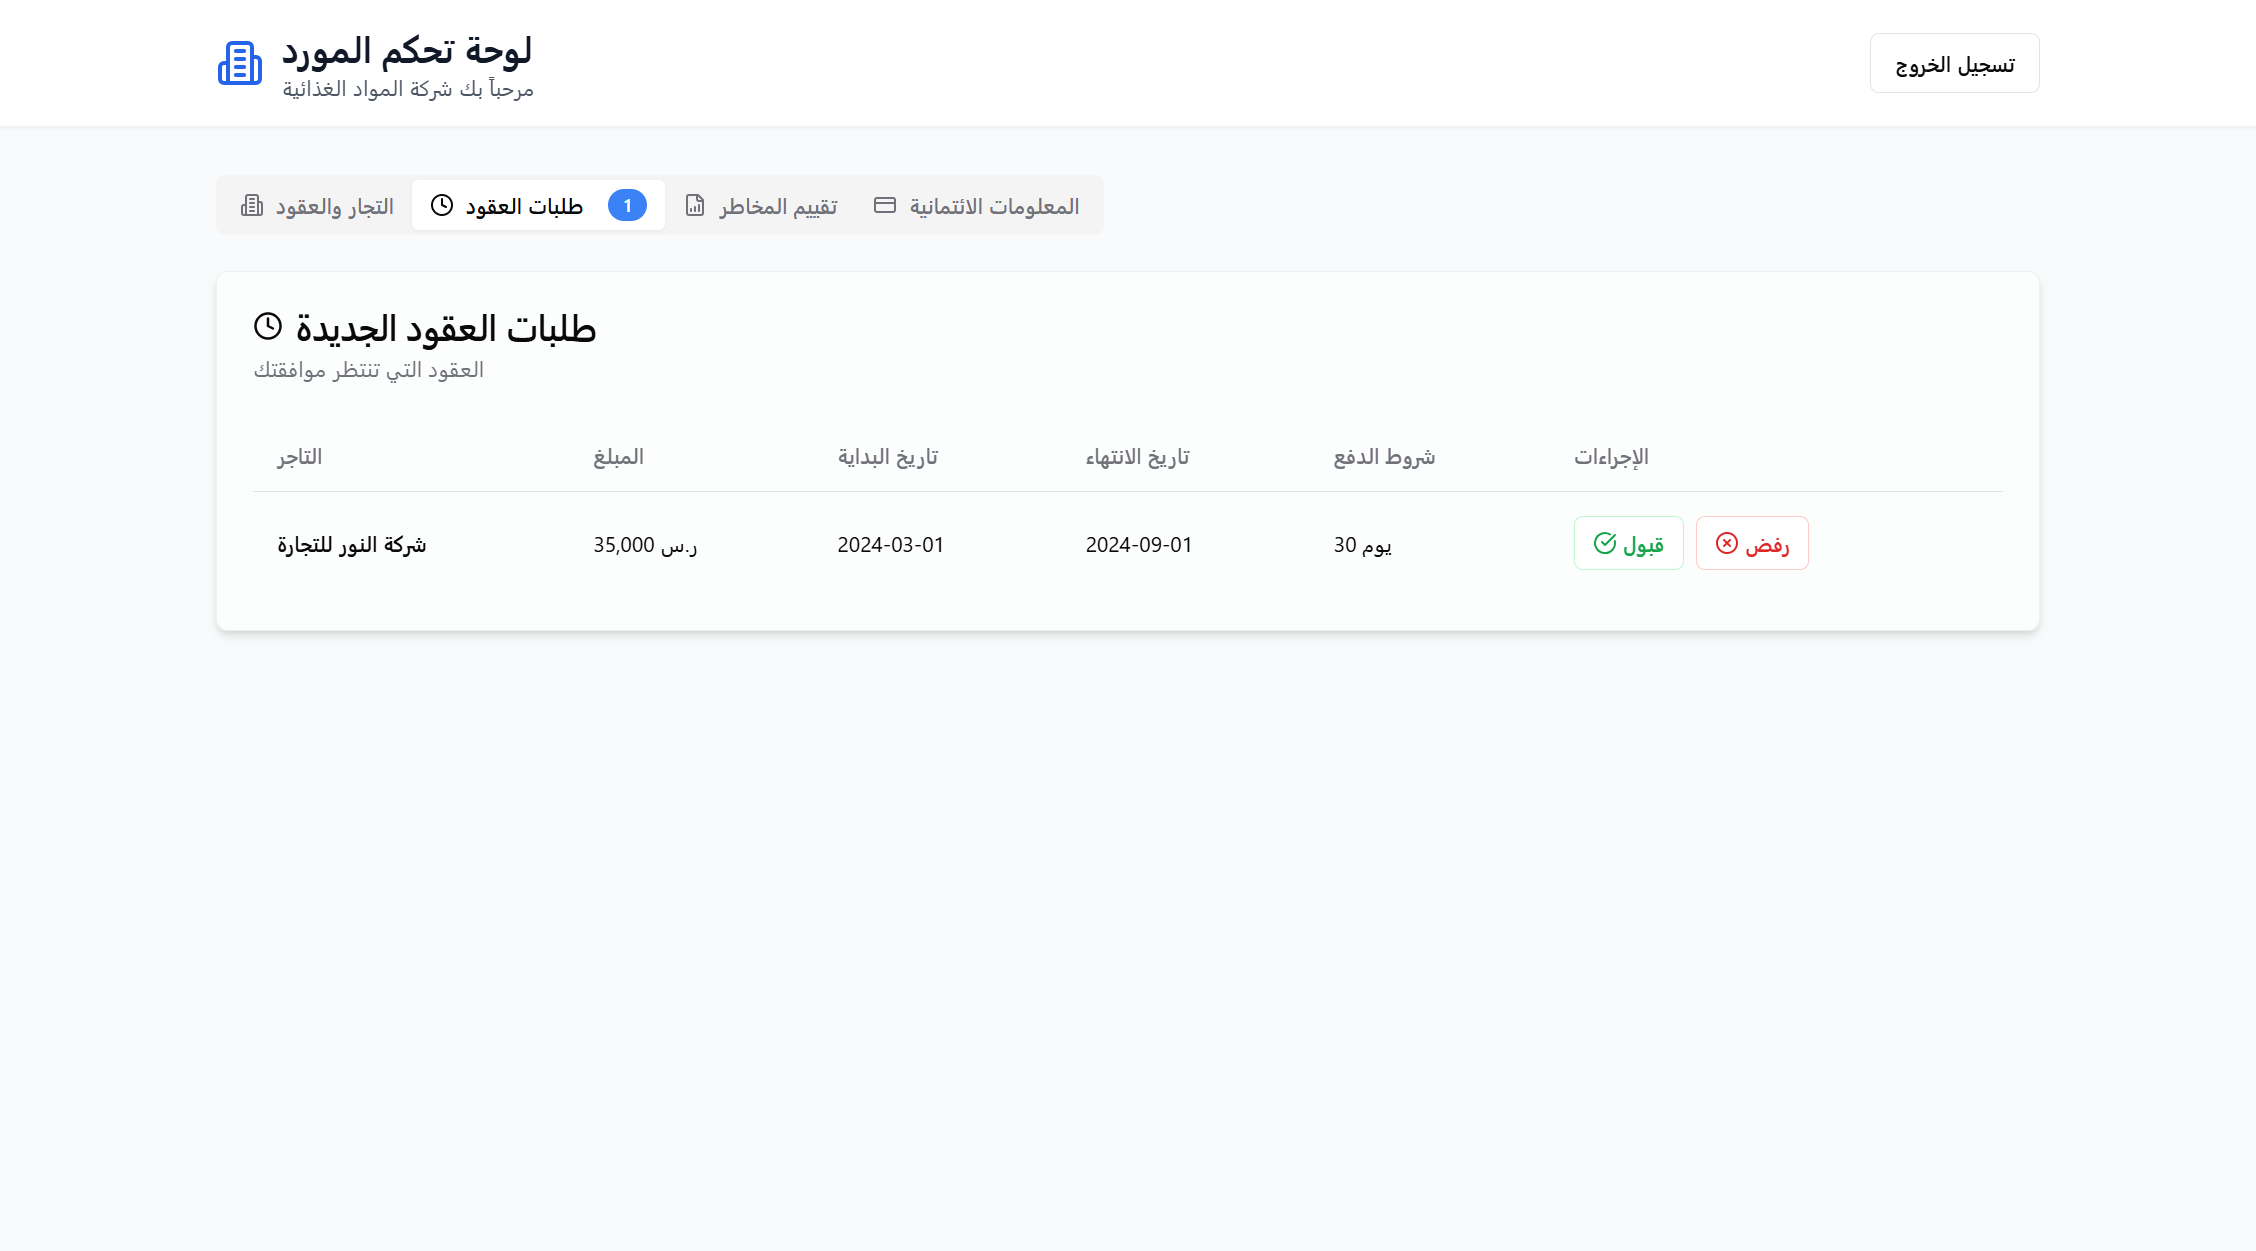 لوحة تحكم المورد
مرحباً بك شركة المواد الغذائية
تسجيل الخروج
التجار والعقود
طلبات العقود 1
تقييم المخاطر
المعلومات الائتمانية
طلبات العقود الجديدة
العقود التي تنتظر موافقتك
التاجر المبلغ تاريخ البداية تاريخ الانتهاء شروط الدفع الإجراءات
شركة النور للتجارة 35,000 ر.س 2024-03-01 2024-09-01 30 يوم قبول رفض